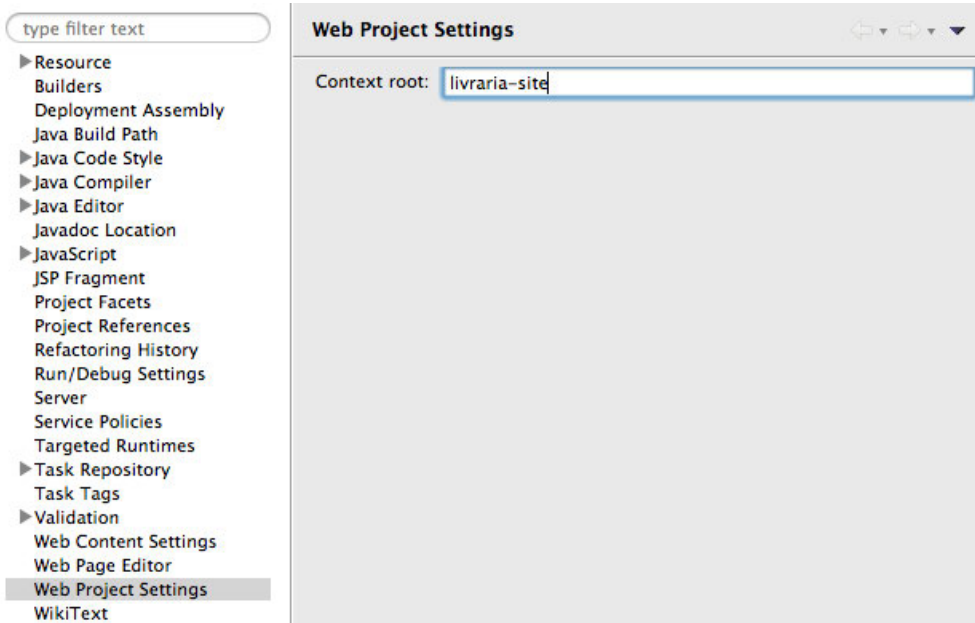 type filter text
Resource
Builders
Deployment Assembly
Java Build Path
Java Code Style
Java Compiler
Java Editor
Javadoc Location
JavaScript
JSP Fragment
Project Facets
Project References
Refactoring History
Run/Debug Settings
Server
Service Policies
Targeted Runtimes
Task Repository
Task Tags
Validation
Web Content Settings
Web Page Editor
Web Project Settings
WikiText
Web Project Settings
Context root: livraria-site